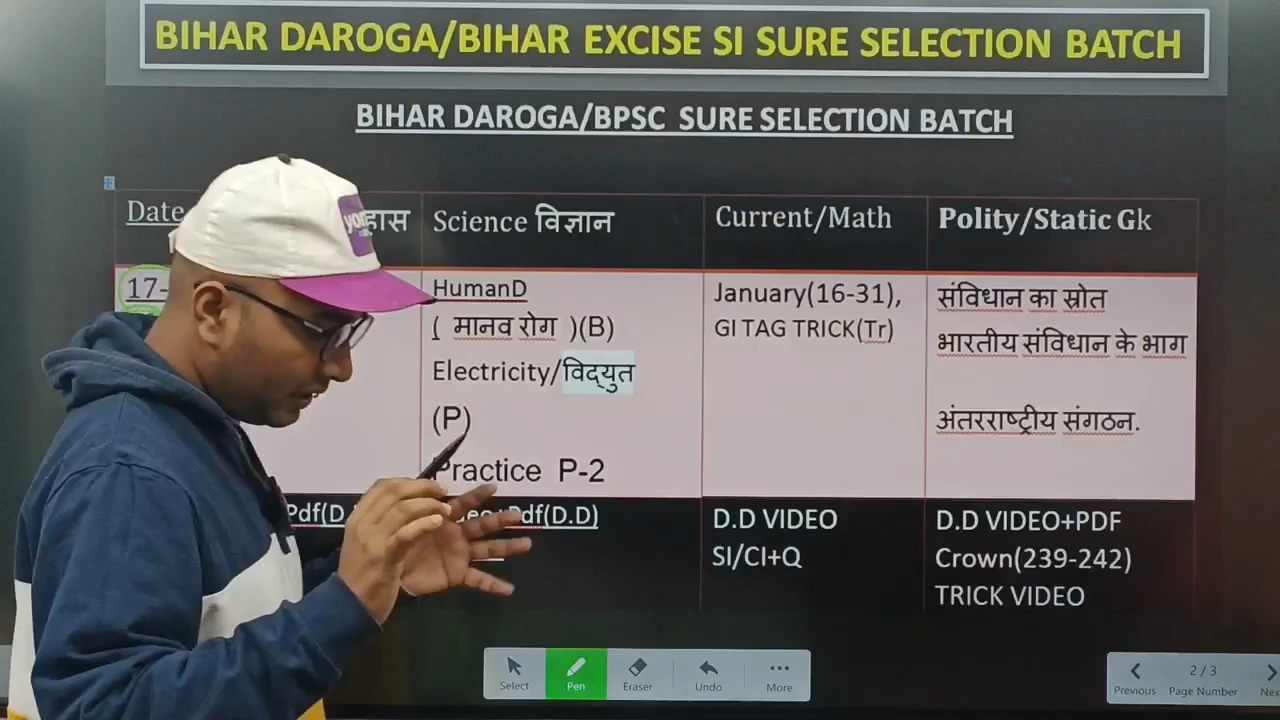 BIHAR DAROGA/BIHAR EXCISE SI SURE SELECTION BATCH
BIHAR DAROGA/BPSC SURE SELECTION BATCH
Date
Science विज्ञान
Current/Math
Polity/Static Gk
17-
HumanD
( मानव रोग )(B)
Electricity/विद्युत
(P)
Practice P-2
January(16-31),
GI TAG TRICK(Tr)
संविधान का स्रोत
भारतीय संविधान के भाग
अंतरराष्ट्रीय संगठन.
Pdf(D.
Pdf(D.D)
D.D VIDEO
SI/CI+Q
D.D VIDEO+PDF
Crown(239-242)
TRICK VIDEO
Select
Pen
Eraser
Undo
More
Previous
2/3
Page Number